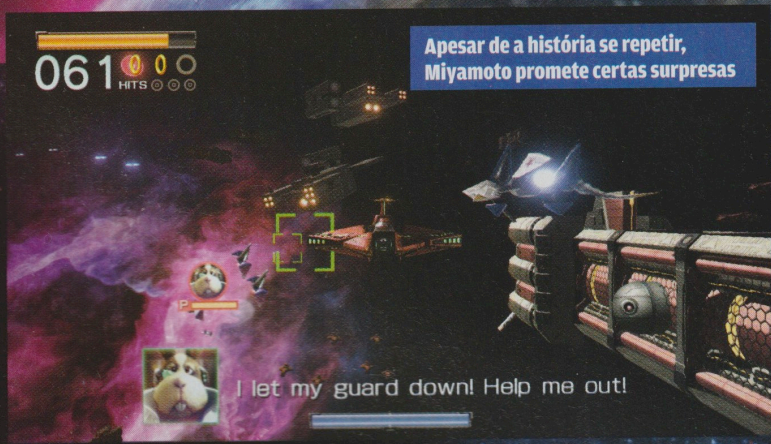 061
HITS
Apesar de a história se repetir,
Miyamoto promete certas surpresas
P
I let my guard down! Help me out!